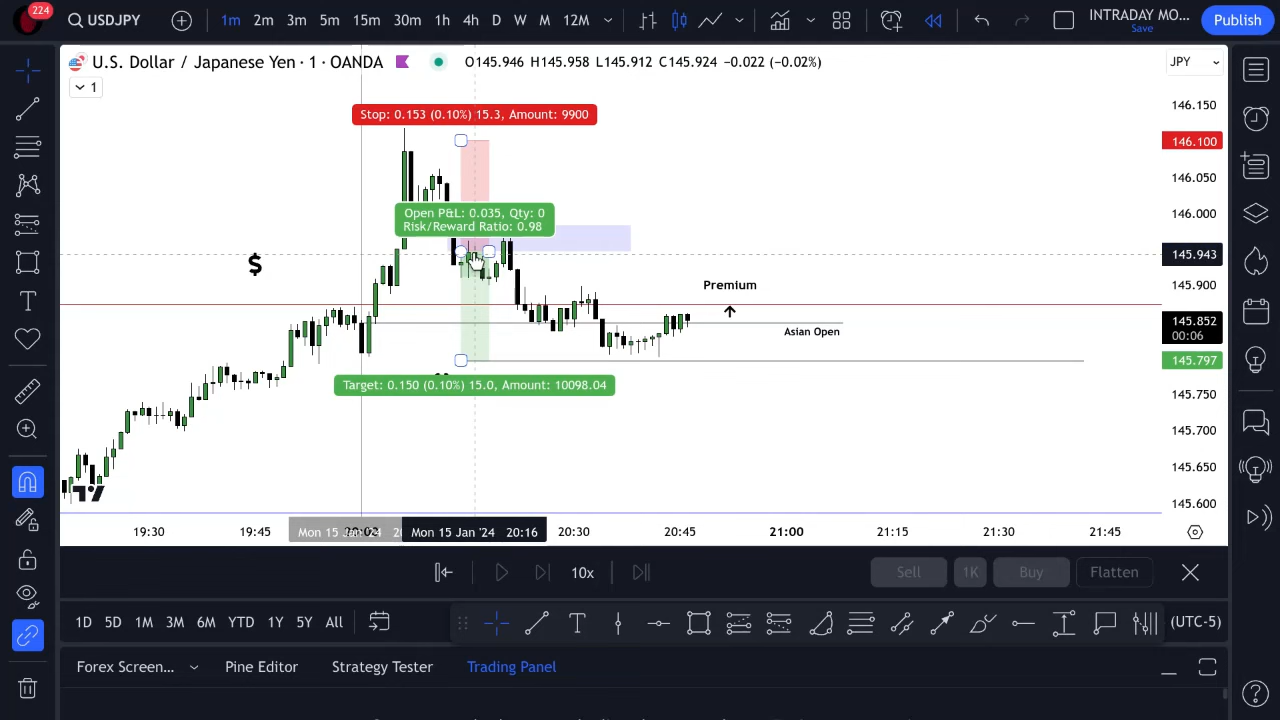 224
USDJPY
1m 2m 3m 5m 15m 30m 1h 4h D W M 12M
INTRADAY MO...
Save
Publish
U.S. Dollar / Japanese Yen · 1 · OANDA
O145.946 H145.958 L145.912 C145.924 −0.022 (−0.02%)
JPY
1
Stop: 0.153 (0.10%) 15.3, Amount: 9900
Open P&L: 0.035, Qty: 0
Risk/Reward Ratio: 0.98
$
Premium
Asian Open
Target: 0.150 (0.10%) 15.0, Amount: 10098.04
146.150
146.100
146.050
146.000
145.943
145.900
145.852
00:06
145.797
145.750
145.700
145.650
145.600
19:30 19:45 Mon 15 Jan '24 20:16 20:30 20:45 21:00 21:15 21:30 21:45
10x
Sell 1K Buy Flatten
1D 5D 1M 3M 6M YTD 1Y 5Y All
(UTC-5)
Forex Screen... Pine Editor Strategy Tester Trading Panel